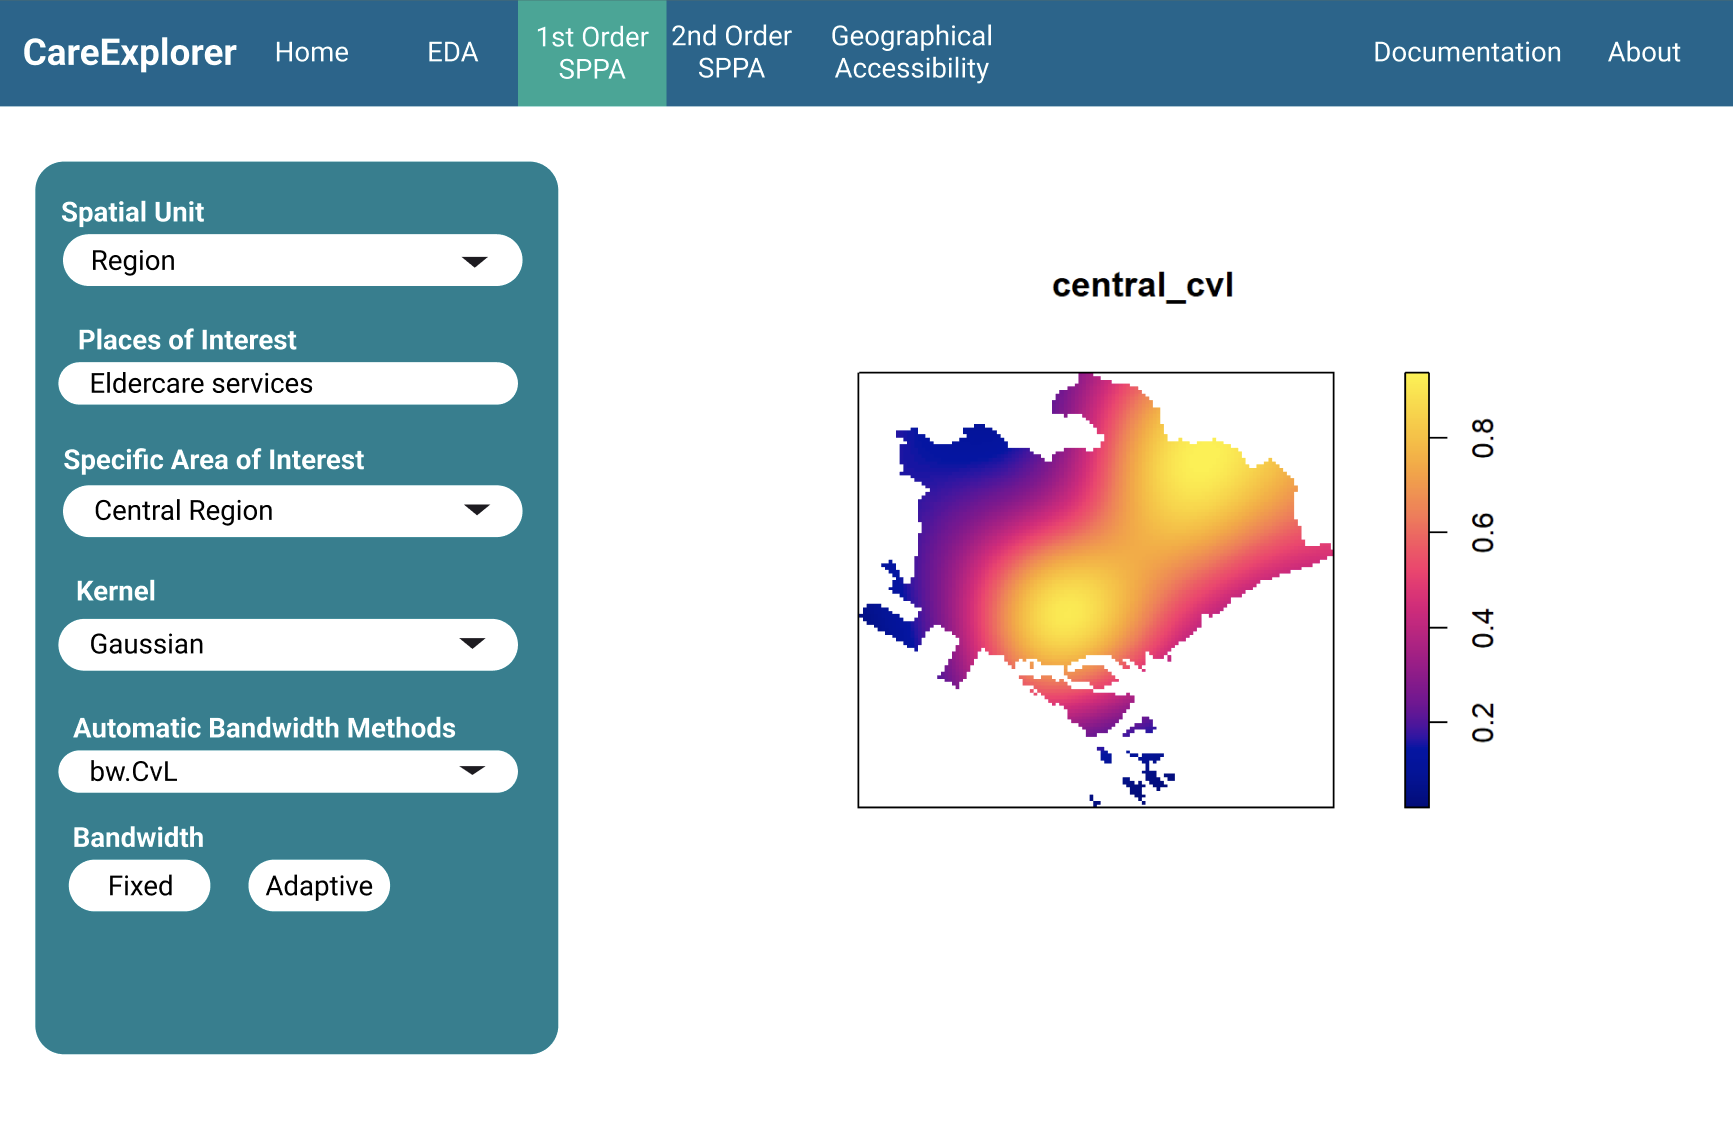 CareExplorer
Home
EDA
1st Order
SPPA
2nd Order
SPPA
Geographical
Accessibility
Documentation
About
Spatial Unit
Region
Places of Interest
Eldercare services
Specific Area of Interest
Central Region
Kernel
Gaussian
Automatic Bandwidth Methods
bw.CvL
Bandwidth
Fixed
Adaptive
central_cvl
0.8
0.6
0.4
0.2